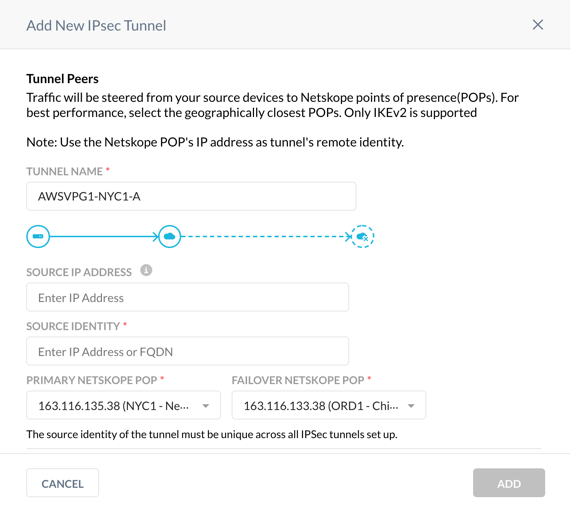 Add New IPsec Tunnel
Tunnel Peers
Traffic will be steered from your source devices to Netskope points of presence(POPs). For
best performance, select the geographically closest POPs. Only IKEv2 is supported
Note: Use the Netskope POP's IP address as tunnel's remote identity.
TUNNEL NAME *
AWSVPG1-NYC1-A
SOURCE IP ADDRESS
Enter IP Address
SOURCE IDENTITY *
Enter IP Address or FQDN
PRIMARY NETSKOPE POP * FAILOVER NETSKOPE POP *
163.116.135.38 (NYC1 - Ne... 163.116.133.38 (ORD1 - Chi...
The source identity of the tunnel must be unique across all IPSec tunnels set up.
CANCEL ADD